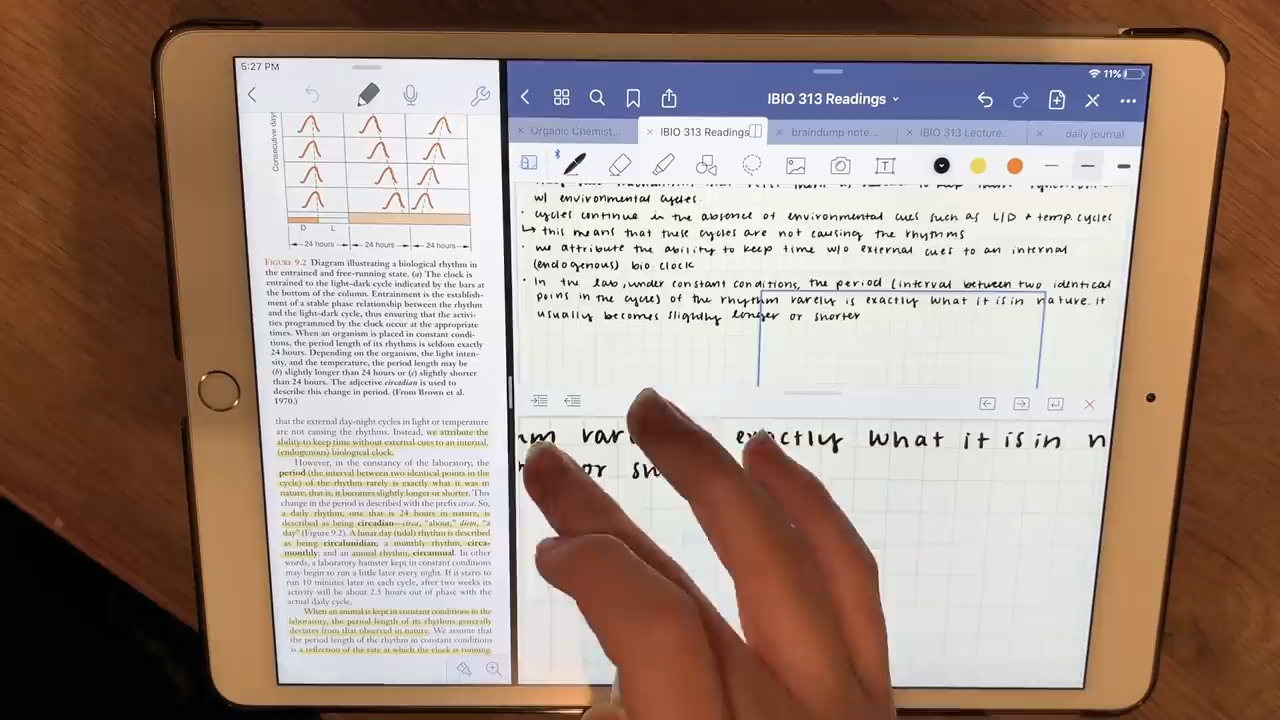 5:27 PM
Consecutive days
D L
24 hours 24 hours 24 hours
FIGURE 9.2 Diagram illustrating a biological rhythm in
the entrained and free-running state. (a) The clock is
entrained to the light-dark cycle indicated by the bars at
the bottom of the column. Entrainment is the establish-
ment of a stable phase relationship between the rhythm
and the light-dark cycle, thus ensuring that the activi-
ties programmed by the clock occur at the appropriate
times. When an organism is placed in constant condi-
tions, the period length of its rhythms is seldom exactly
24 hours. Depending on the organism, the light inten-
sity, and the temperature, the period length may be
(b) slightly longer than 24 hours or (c) slightly shorter
than 24 hours. The adjective circadian is used to
describe this change in period. (From Brown et al.
1970.)
that the external day-night cycles in light or temperature
are not causing the rhythms. Instead, we attribute the
ability to keep time without external cues to an internal,
(endogenous) biological clock.
However, in the constancy of the laboratory, the
period (the interval between two identical points in the
cycle) of the rhythm rarely is exactly what it was in
nature, that is, it becomes slightly longer or shorter. This
change in the period is described with the prefix circa. So,
a daily rhythm, one that is 24 hours in nature, is
described as being circadian—circa, "about," diem, "a
day" (Figure 9.2). A lunar day (tidal) rhythm is described
as being circalunidian, a monthly rhythm, circa-
monthly; and an annual rhythm, circannual. In other
words, a laboratory hamster kept in constant conditions
may begin to run a little later every night. If it starts to
run 10 minutes later in each cycle, after two weeks its
activity will be about 2.5 hours out of phase with the
actual daily cycle.
When an animal is kept in constant conditions in the
laboratory, the period length of its rhythms generally
deviates from that observed in nature. We assume that
the period length of the rhythm in constant conditions
is a reflection of the rate at which the clock is running.
11%
IBIO 313 Readings
Organic Chemist... IBIO 313 Readings braindump note... IBIO 313 Lecture... daily journal
w/ environmental cycles.
· cycles continue in the absence of environmental cues such as L/D + temp. cycles
↳ this means that these cycles are not causing the rhythms
· we attribute the ability to keep time w/o external cues to an internal
(endogenous) bio clock
· In the lab, under constant conditions, the period (interval between two identical
points in the cycle) of the rhythm rarely is exactly what it is in nature. it
usually becomes slightly longer or shorter
exactly what it is in n
or